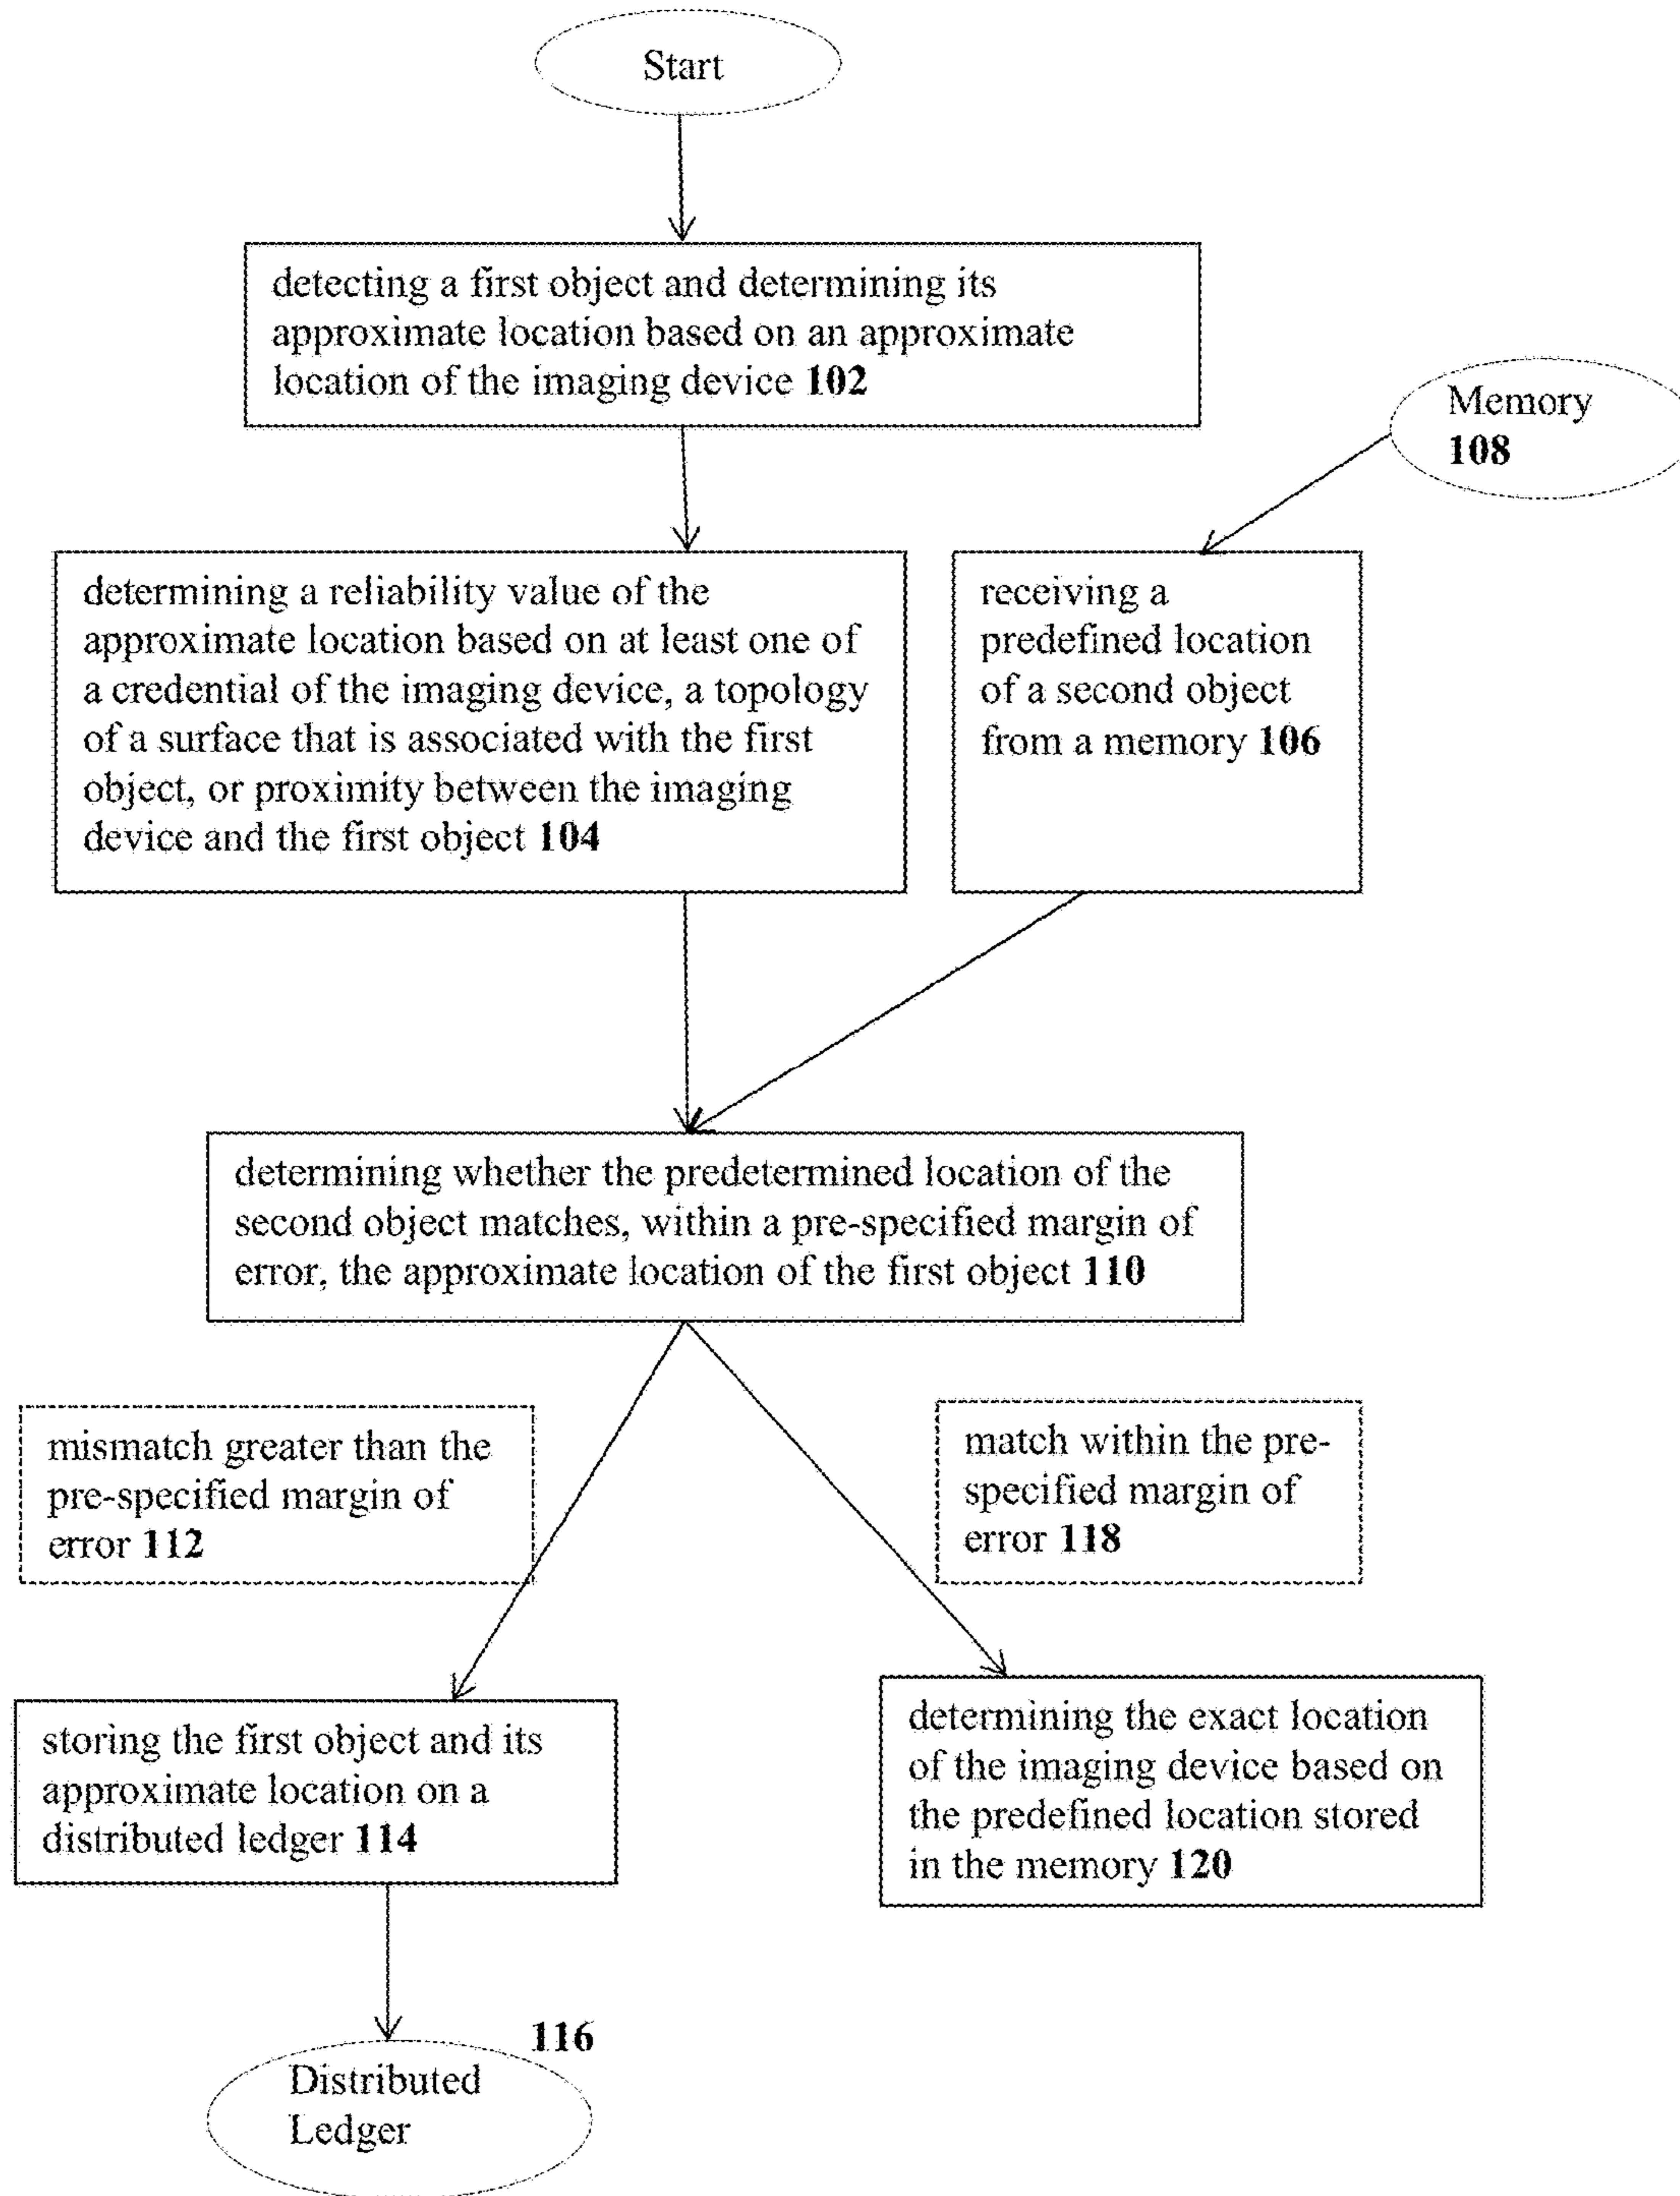 Start
detecting a first object and determining its
approximate location based on an approximate
location of the imaging device 102
Memory
108
determining a reliability value of the
approximate location based on at least one of
a credential of the imaging device, a topology
of a surface that is associated with the first
object, or proximity between the imaging
device and the first object 104
receiving a
predefined location
of a second object
from a memory 106
determining whether the predetermined location of the
second object matches, within a pre-specified margin of
error, the approximate location of the first object 110
mismatch greater than the
pre-specified margin of
error 112
match within the pre-
specified margin of
error 118
storing the first object and its
approximate location on a
distributed ledger 114
determining the exact location
of the imaging device based on
the predefined location stored
in the memory 120
116
Distributed
Ledger